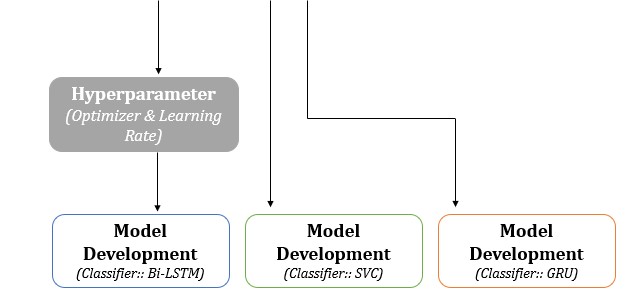 Hyperparameter
(Optimizer & Learning
Rate)
Model
Development
(Classifier:: Bi-LSTM)
Model
Development
(Classifier:: SVC)
Model
Development
(Classifier:: GRU)